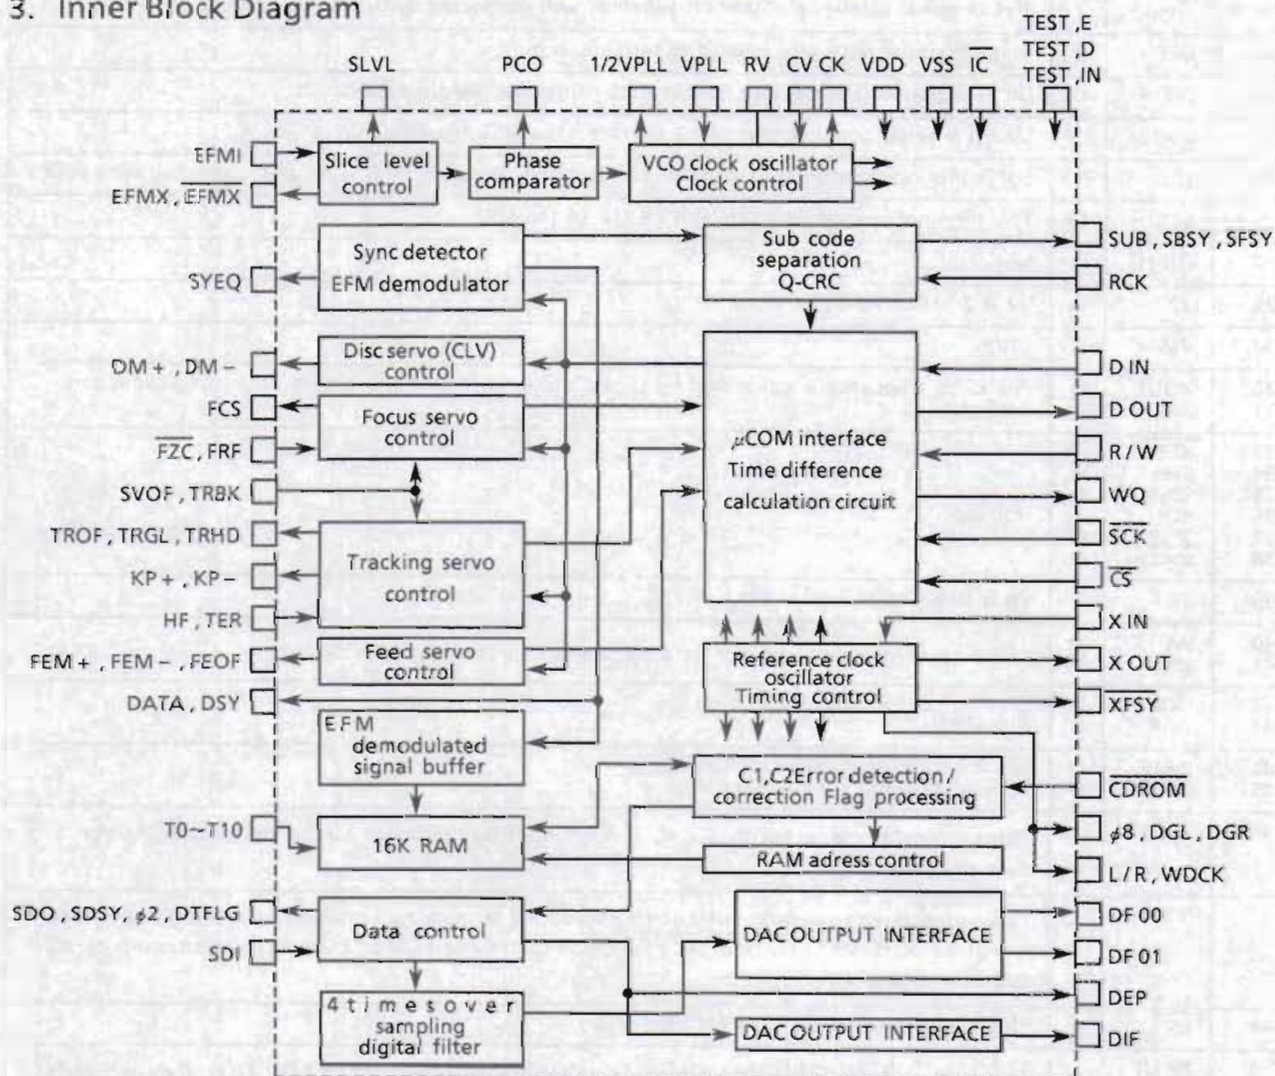 3. Inner Block Diagram
TEST,E
TEST,D
TEST,IN
SLVL
PCO
1/2VPLL
VPLL
RV
CV
CK
VDD
VSS
I̅C̅
EFMI
EFMX, E̅F̅M̅X̅
Slice level
control
Phase
comparator
VCO clock oscillator
Clock control
SYEQ
Sync detector
EFM demodulator
Sub code
separation
Q-CRC
SUB, SBSY, SFSY
RCK
DM+, DM-
Disc servo (CLV)
control
FCS
F̅Z̅C̅, FRF
Focus servo
control
SVOF, TRBK
TROF, TRGL, TRHD
KP+, KP-
HF, TER
Tracking servo
control
FEM+, FEM-, FEOF
Feed servo
control
μCOM interface
Time difference
calculation circuit
D IN
D OUT
R/W
WQ
S̅C̅K̅
C̅S̅
X IN
X OUT
X̅F̅S̅Y̅
Reference clock
oscillator
Timing control
DATA, DSY
EFM
demodulated
signal buffer
C1,C2Error detection/
correction Flag processing
C̅D̅R̅O̅M̅
T0~T10
16K RAM
RAM adress control
ϕ8, DGL, DGR
L/R, WDCK
SDO, SDSY, ϕ2, DTFLG
SDI
Data control
DAC OUTPUT INTERFACE
DF 00
DF 01
4 times over
sampling
digital filter
DEP
DAC OUTPUT INTERFACE
DIF